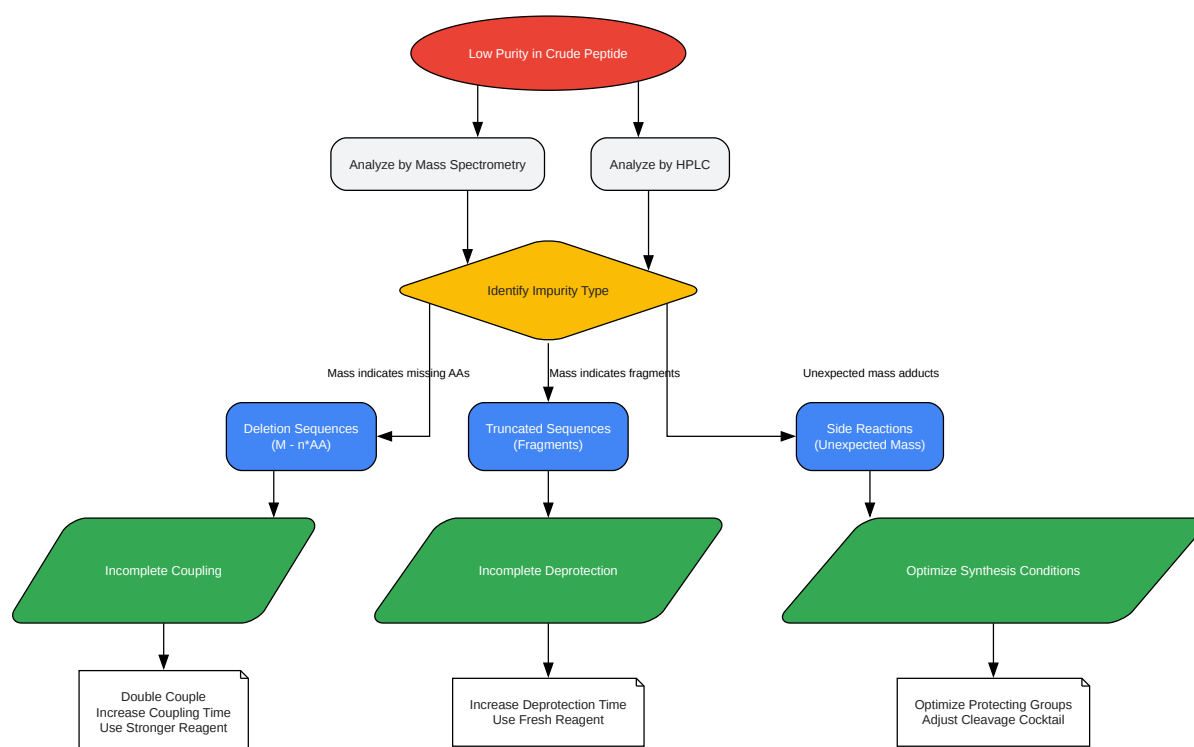 Low Purity in Crude Peptide
Analyze by Mass Spectrometry
Analyze by HPLC
Identify Impurity Type
Mass indicates missing AAs
Mass indicates fragments
Unexpected mass adducts
Deletion Sequences
(M - n*AA)
Truncated Sequences
(Fragments)
Side Reactions
(Unexpected Mass)
Incomplete Coupling
Incomplete Deprotection
Optimize Synthesis Conditions
Double Couple
Increase Coupling Time
Use Stronger Reagent
Increase Deprotection Time
Use Fresh Reagent
Optimize Protecting Groups
Adjust Cleavage Cocktail